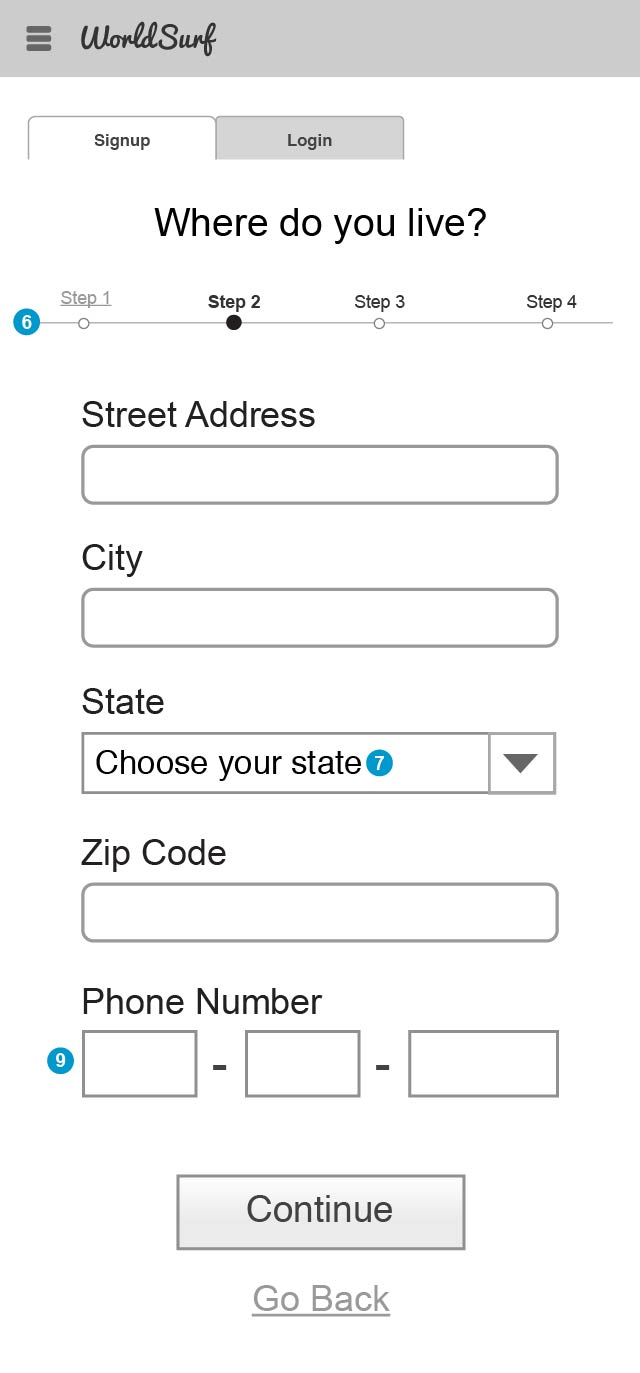 WorldSurf
Signup Login
Where do you live?
Step 1 Step 2 Step 3 Step 4
6
Street Address
City
State
Choose your state 7
Zip Code
Phone Number
9 - -
Continue
Go Back